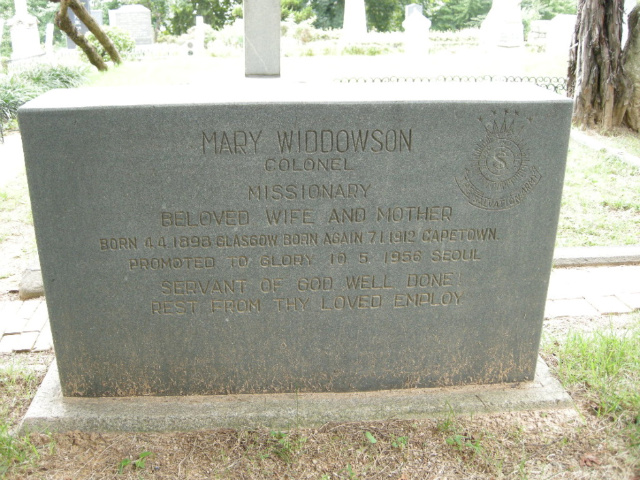 MARY WIDDOWSON
COLONEL
MISSIONARY
BELOVED WIFE AND MOTHER
BORN 4.4.1898 GLASGOW. BORN AGAIN 7.1.1912 CAPETOWN.
PROMOTED TO GLORY 10.5.1956 SEOUL
SERVANT OF GOD WELL DONE!
REST FROM THY LOVED EMPLOY
S